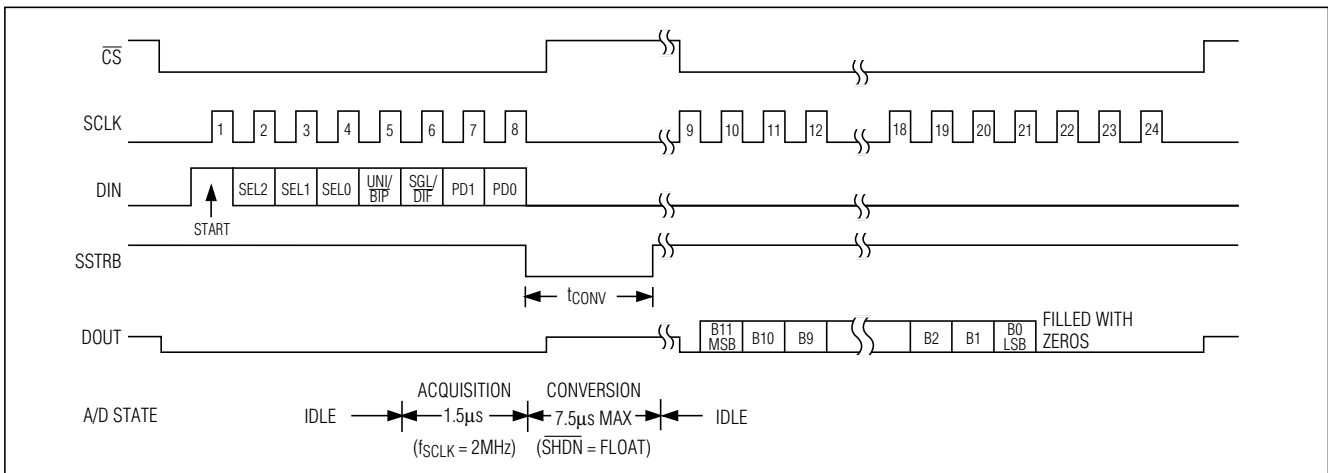 CS
SCLK 1 2 3 4 5 6 7 8 9 10 11 12 18 19 20 21 22 23 24
DIN SEL2 SEL1 SEL0 UNI/ BIP SGL/ DIF PD1 PD0
START
SSTRB
tCONV
DOUT B11 MSB B10 B9 B2 B1 B0 LSB FILLED WITH ZEROS
ACQUISITION CONVERSION
A/D STATE IDLE 1.5μs 7.5μs MAX IDLE
(fSCLK = 2MHz) (SHDN = FLOAT)